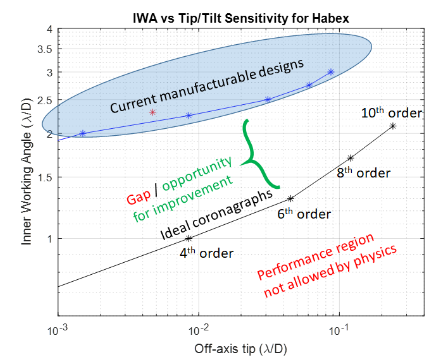 IWA vs Tip/Tilt Sensitivity for Habex
4
3.5
3
2.5
2
1.5
1
Inner Working Angle (λ/D)
Current manufacturable designs
10th order
8th order
6th order
4th order
Gap / opportunity
for improvement
Ideal coronagraphs
Performance region
not allowed by physics
10-3
10-2
10-1
Off-axis tip (λ/D)